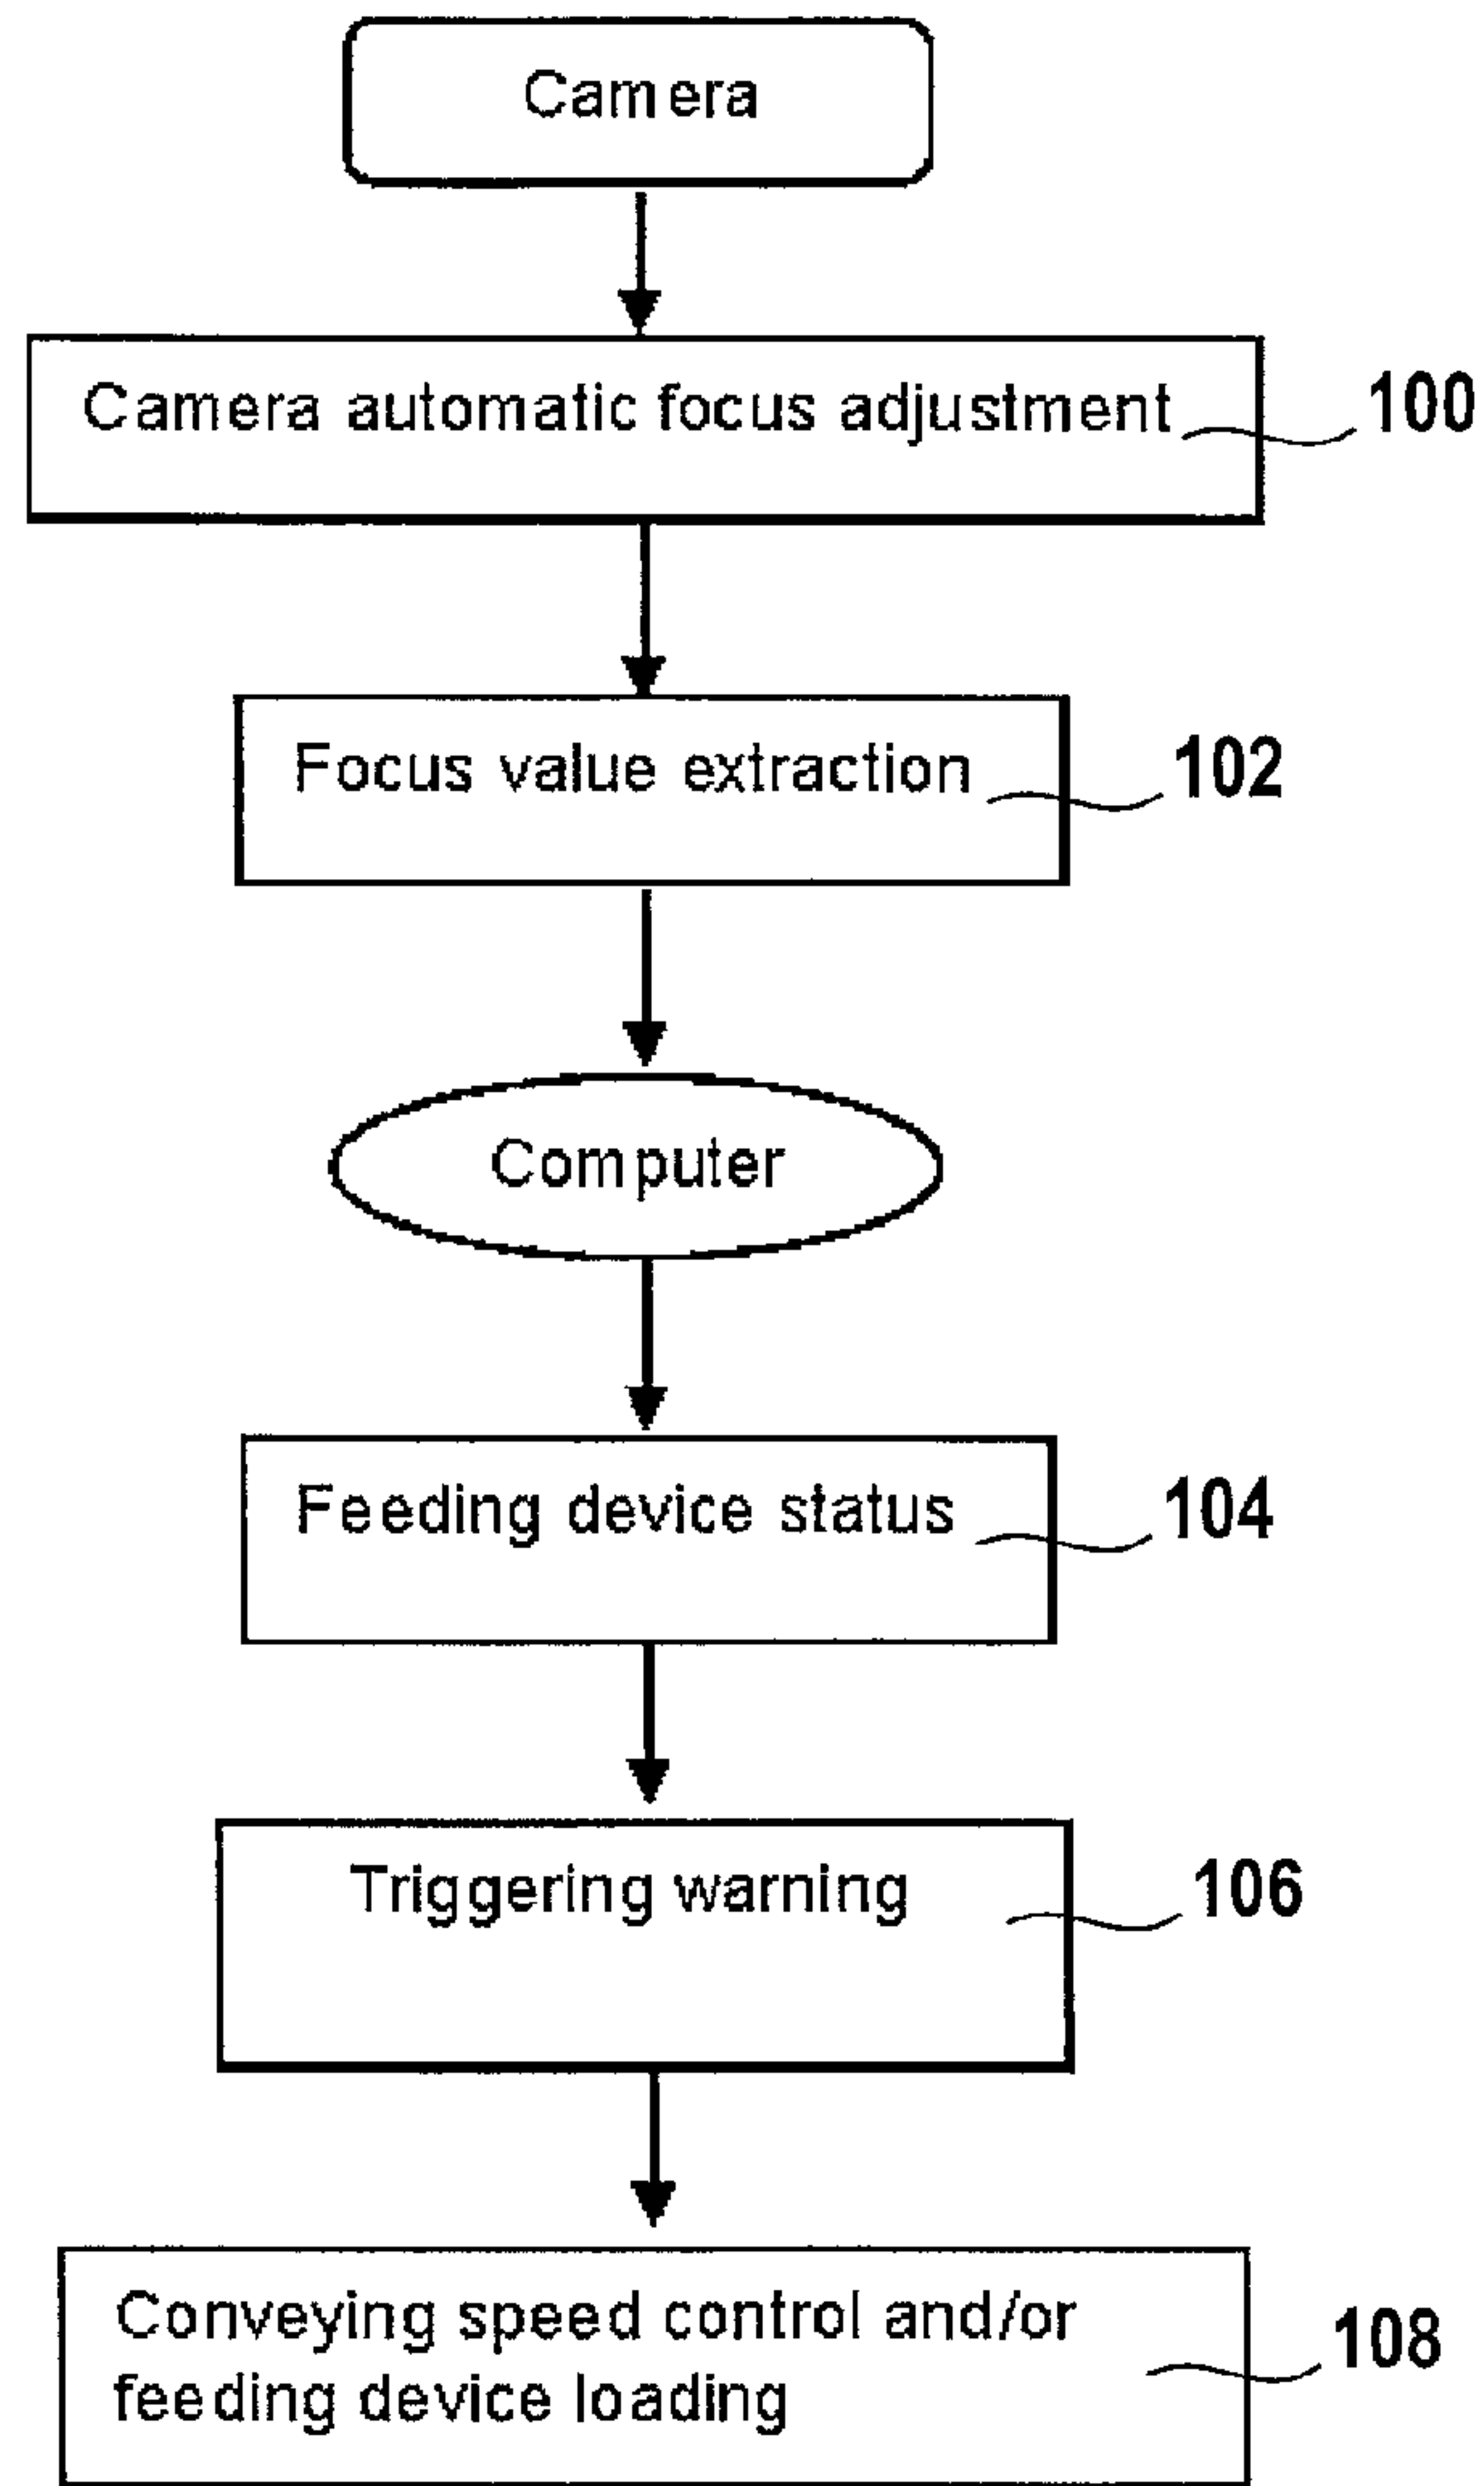 Camera
Camera automatic focus adjustment 100
Focus value extraction 102
Computer
Feeding device status 104
Triggering warning 106
Conveying speed control and/or
feeding device loading 108